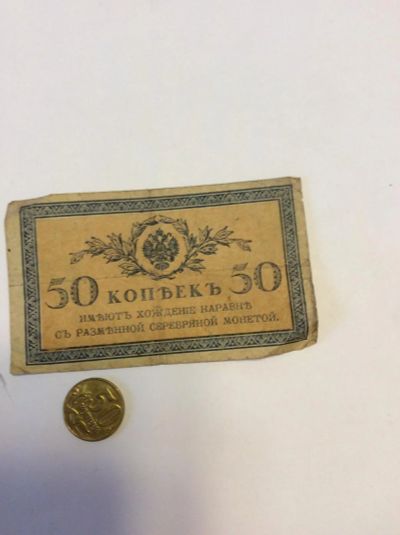 50 КОПѢЕКЪ 50
ИМѢЮТЪ ХОЖДЕНІЕ НАРАВНѢ
СЪ РАЗМѢННОЙ СЕРЕБРЯНОЙ МОНЕТОЙ.